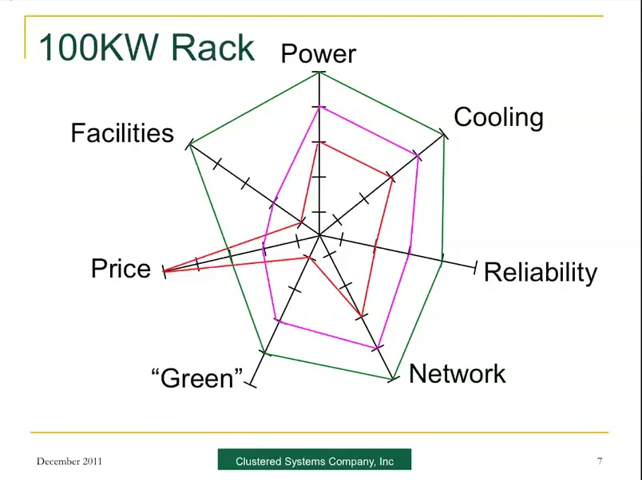 100KW Rack
Power
Cooling
Facilities
Price
Reliability
"Green"
Network
December 2011
Clustered Systems Company, Inc
7